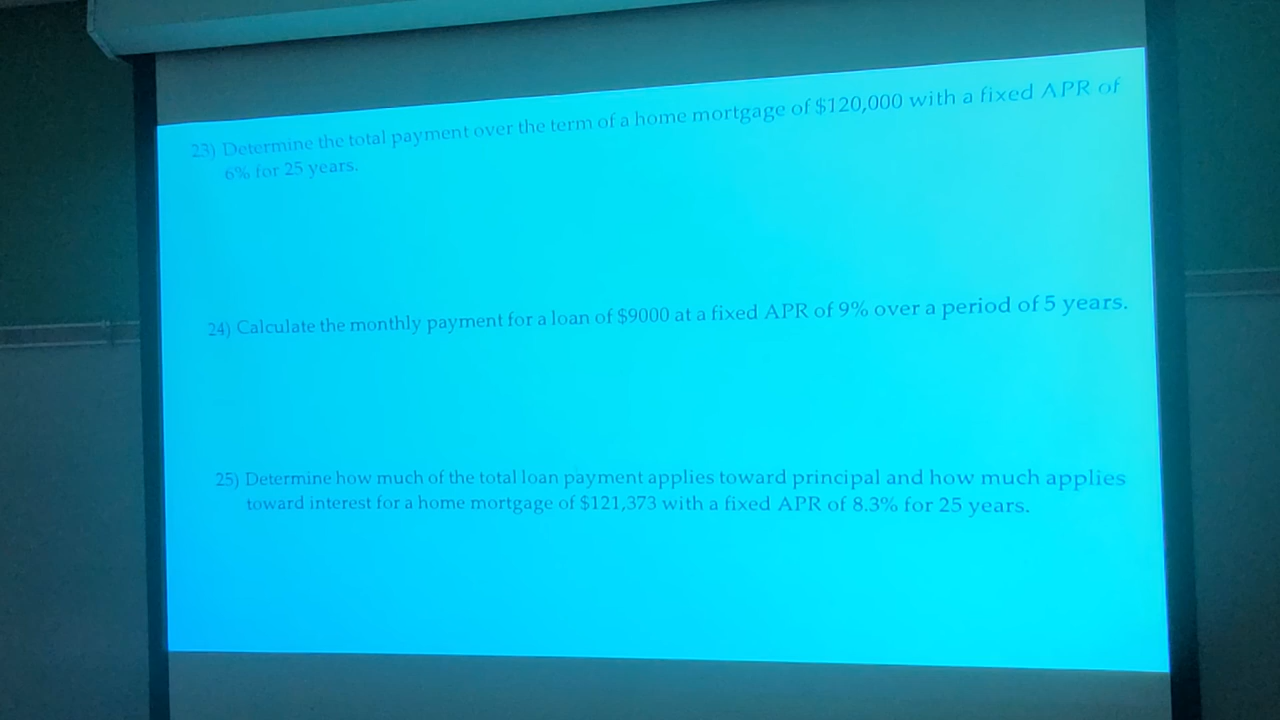 23) Determine the total payment over the term of a home mortgage of $120,000 with a fixed APR of
6% for 25 years.
24) Calculate the monthly payment for a loan of $9000 at a fixed APR of 9% over a period of 5 years.
25) Determine how much of the total loan payment applies toward principal and how much applies
toward interest for a home mortgage of $121,373 with a fixed APR of 8.3% for 25 years.